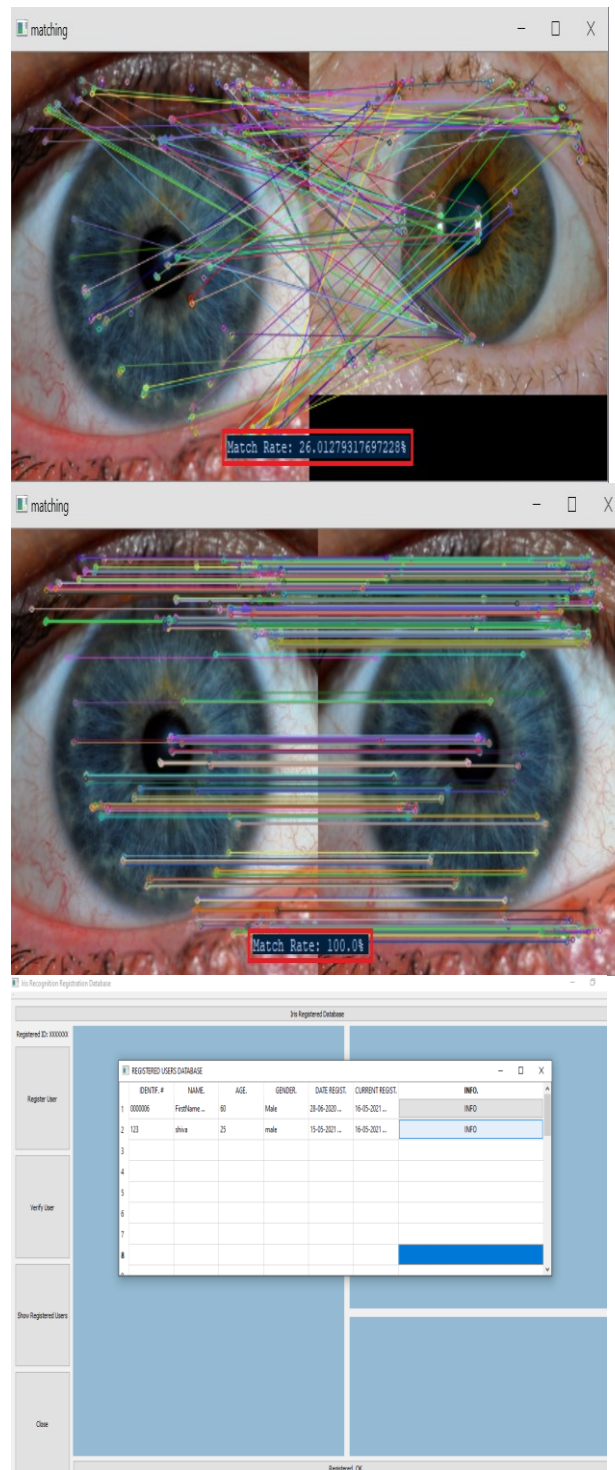 matching
Match Rate: 26.01279317697228%
matching
Match Rate: 100.0%
Iris Recognition Registration Database
Iris Registered Database
Registered ID: XXXXXXX
Register User
Verify User
Show Registered Users
Close
REGISTERED USERS DATABASE
IDENTIF. # NAME. AGE. GENDER. DATE REGIST. CURRENT REGIST. INFO.
1 0000006 FirstName ... 60 Male 28-06-2020 ... 16-05-2021 ... INFO
2 123 shiva 25 male 15-05-2021 ... 16-05-2021 ... INFO
3
4
5
6
7
8
Registered OK